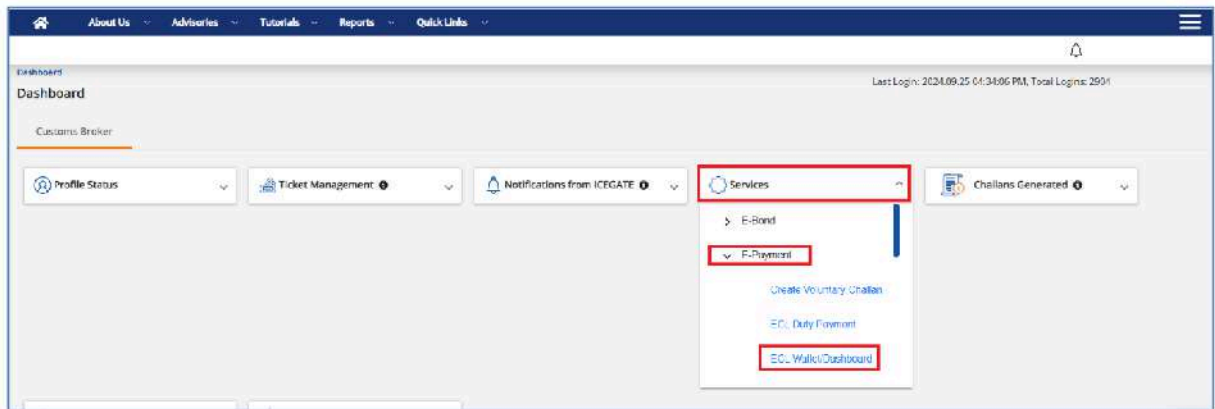 About Us Advisories Tutorials Reports Quick Links
Dashboard
Last Login: 2024.09.25 04:34:06 PM, Total Logins: 2904
Dashboard
Customs Broker
Profile Status Ticket Management Notifications from ICEGATE Services Challans Generated
E-Bond
E-Payment
Create Voluntary Challan
ECL Duty Payment
ECL Wallet/Dashboard